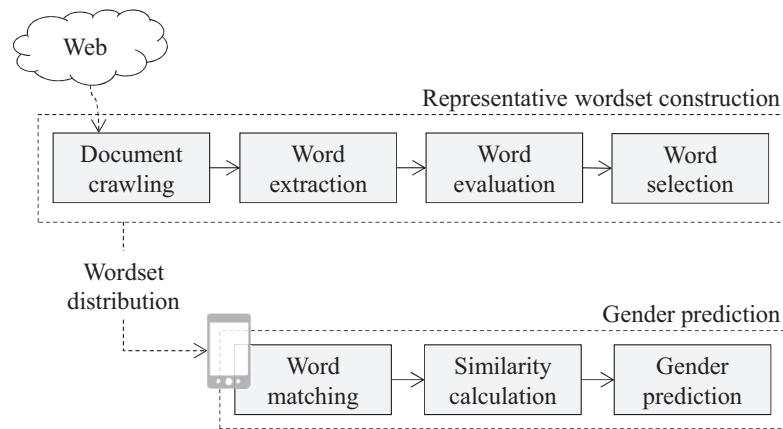 Web
Representative wordset construction
Document
crawling
Word
extraction
Word
evaluation
Word
selection
Wordset
distribution
Gender prediction
Word
matching
Similarity
calculation
Gender
prediction